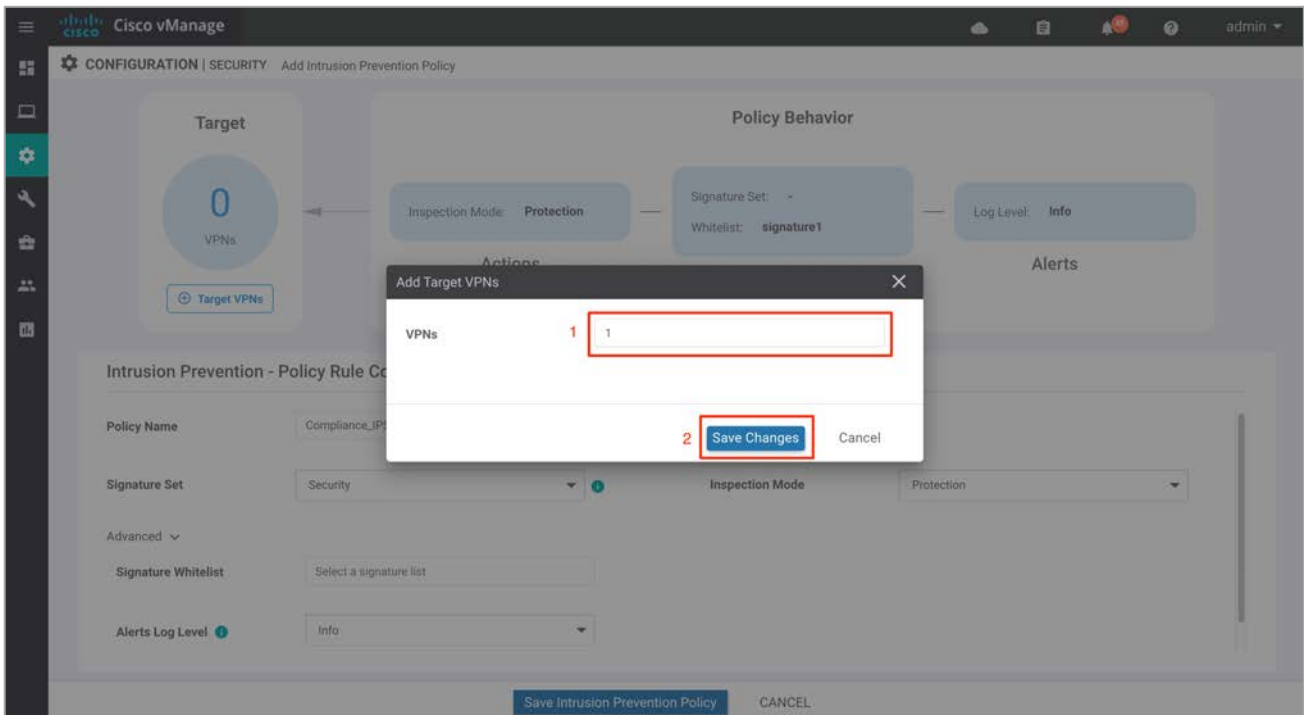 cisco Cisco vManage admin
CONFIGURATION | SECURITY Add Intrusion Prevention Policy
Target
Policy Behavior
0
VPNs
Target VPNs
Inspection Mode: Protection
Signature Set: -
Whitelist: signature1
Log Level: Info
Actions
Alerts
Add Target VPNs
VPNs 1 1
2 Save Changes Cancel
Intrusion Prevention - Policy Rule
Policy Name
Signature Set Security Inspection Mode Protection
Advanced
Signature Whitelist Select a signature list
Alerts Log Level Info
Save Intrusion Prevention Policy CANCEL